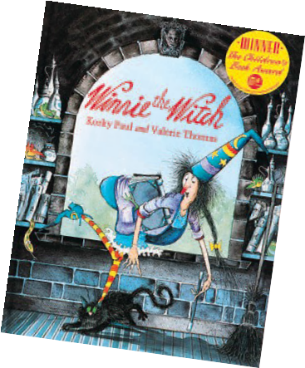 WINNER
The Children's
Book Award
Winnie the Witch
Korky Paul and Valerie Thomas